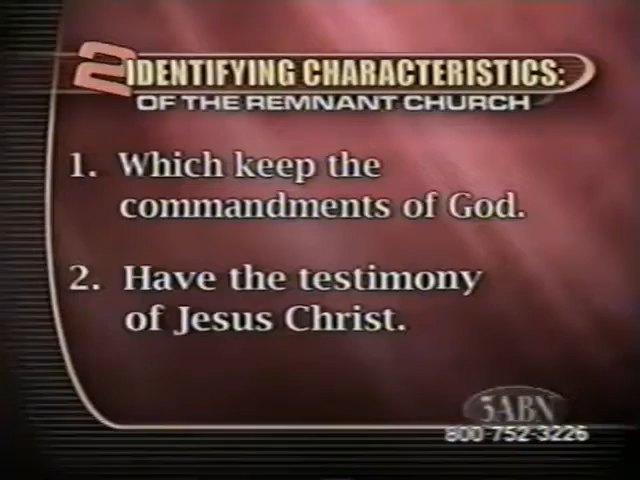 2 IDENTIFYING CHARACTERISTICS:
OF THE REMNANT CHURCH
1. Which keep the
commandments of God.
2. Have the testimony
of Jesus Christ.
3ABN
800-752-3226